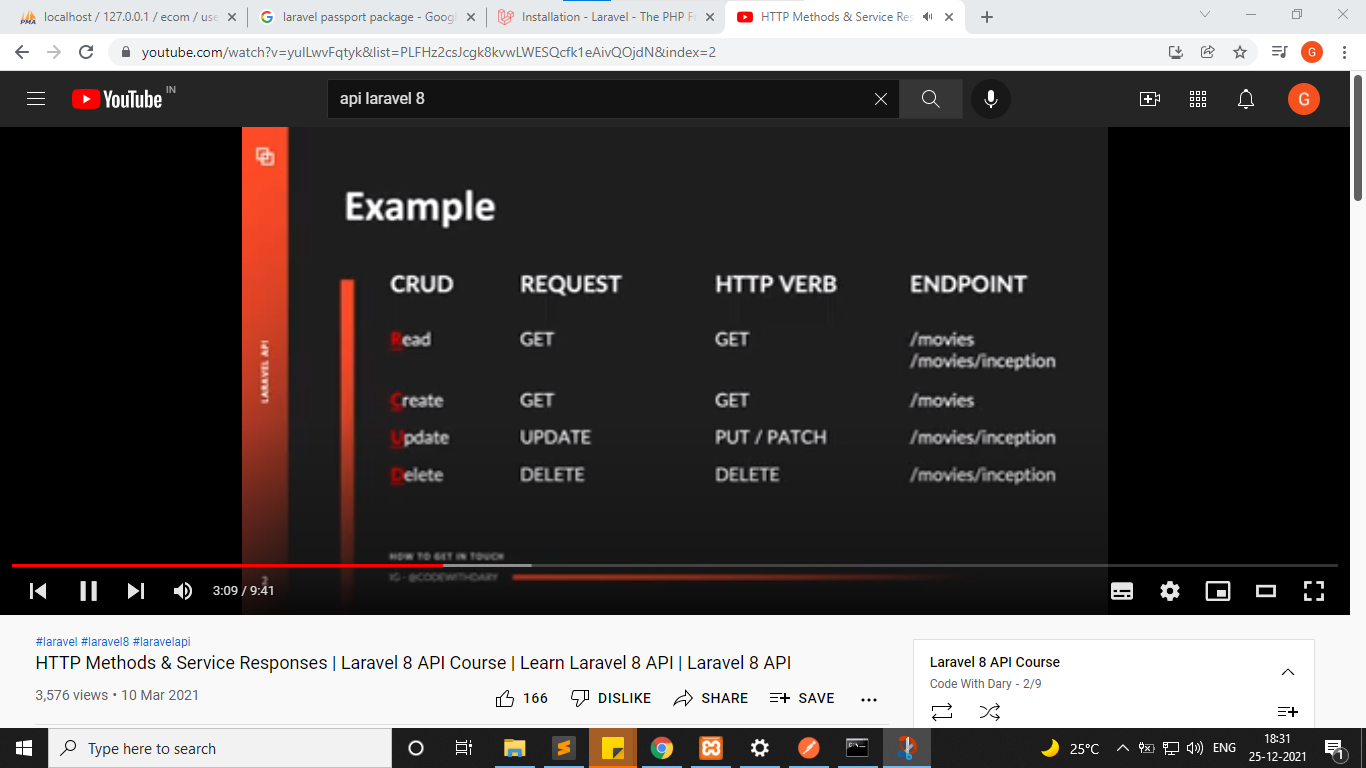 localhost / 127.0.0.1 / ecom / use
laravel passport package - Googl
Installation - Laravel - The PHP F
HTTP Methods & Service Res
youtube.com/watch?v=yulLwvFqtyk&list=PLFHz2csJcgk8kvwLWESQcfk1eAivQOjdN&index=2
G
YouTube IN
api laravel 8
G
Example
CRUD REQUEST HTTP VERB ENDPOINT
Read GET GET /movies
/movies/inception
Create GET GET /movies
Update UPDATE PUT / PATCH /movies/inception
Delete DELETE DELETE /movies/inception
LARAVEL API
HOW TO GET IN TOUCH
IG - @CODEWITHDARY
2
3:09 / 9:41
#laravel #laravel8 #laravelapi
HTTP Methods & Service Responses | Laravel 8 API Course | Learn Laravel 8 API | Laravel 8 API
3,576 views • 10 Mar 2021
166 DISLIKE SHARE SAVE
Laravel 8 API Course
Code With Dary - 2/9
Type here to search
25°C
ENG
18:31
25-12-2021
1